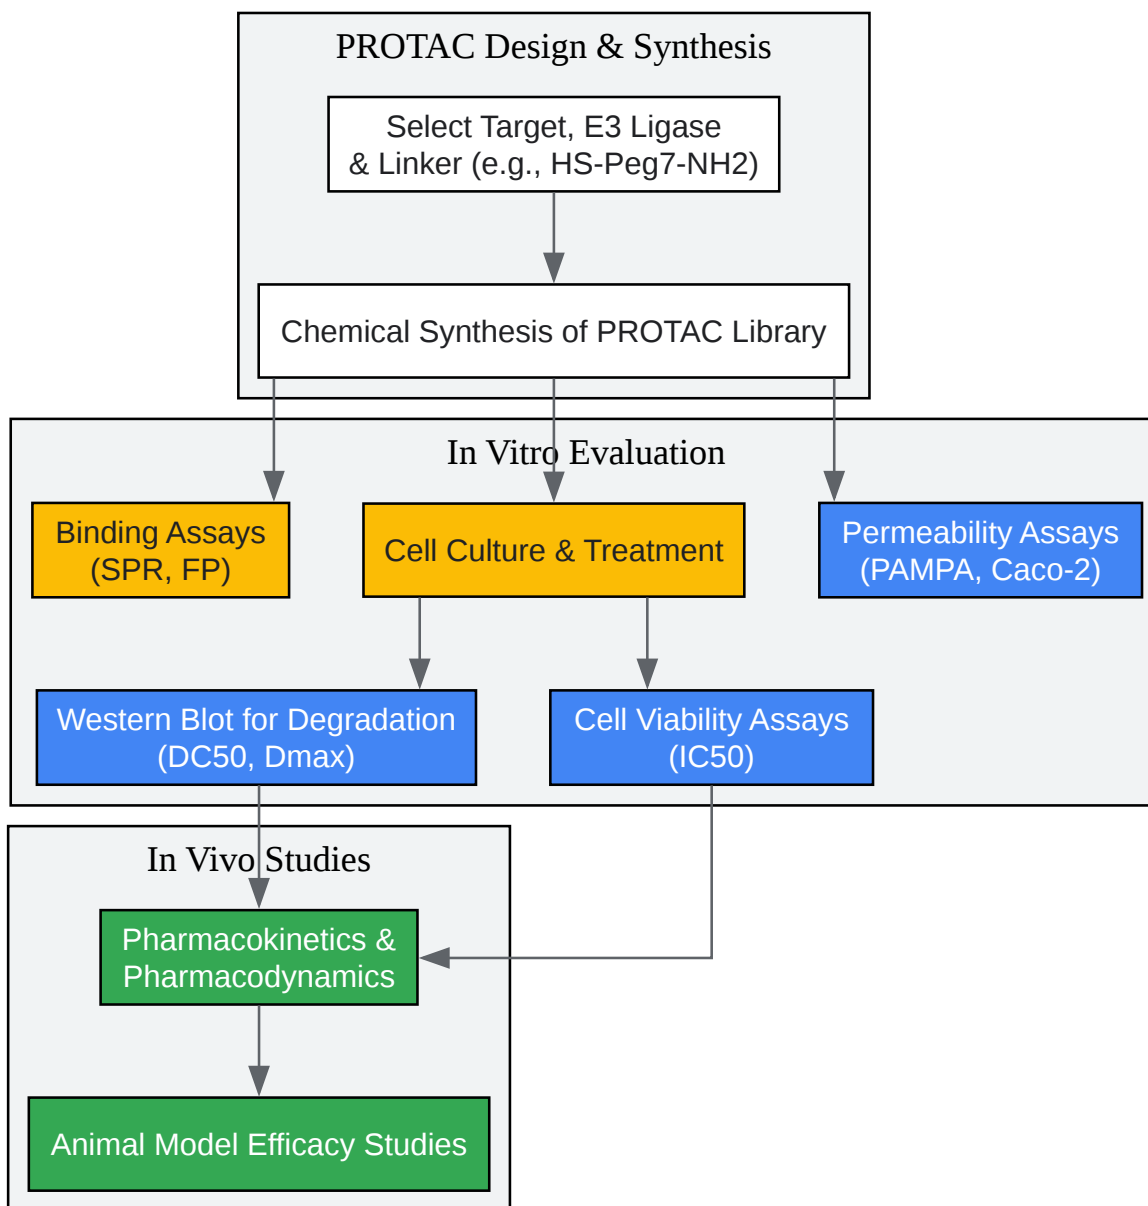 PROTAC Design & Synthesis
Select Target, E3 Ligase
& Linker (e.g., HS-Peg7-NH2)
Chemical Synthesis of PROTAC Library
In Vitro Evaluation
Binding Assays
(SPR, FP)
Cell Culture & Treatment
Permeability Assays
(PAMPA, Caco-2)
Western Blot for Degradation
(DC50, Dmax)
Cell Viability Assays
(IC50)
In Vivo Studies
Pharmacokinetics &
Pharmacodynamics
Animal Model Efficacy Studies